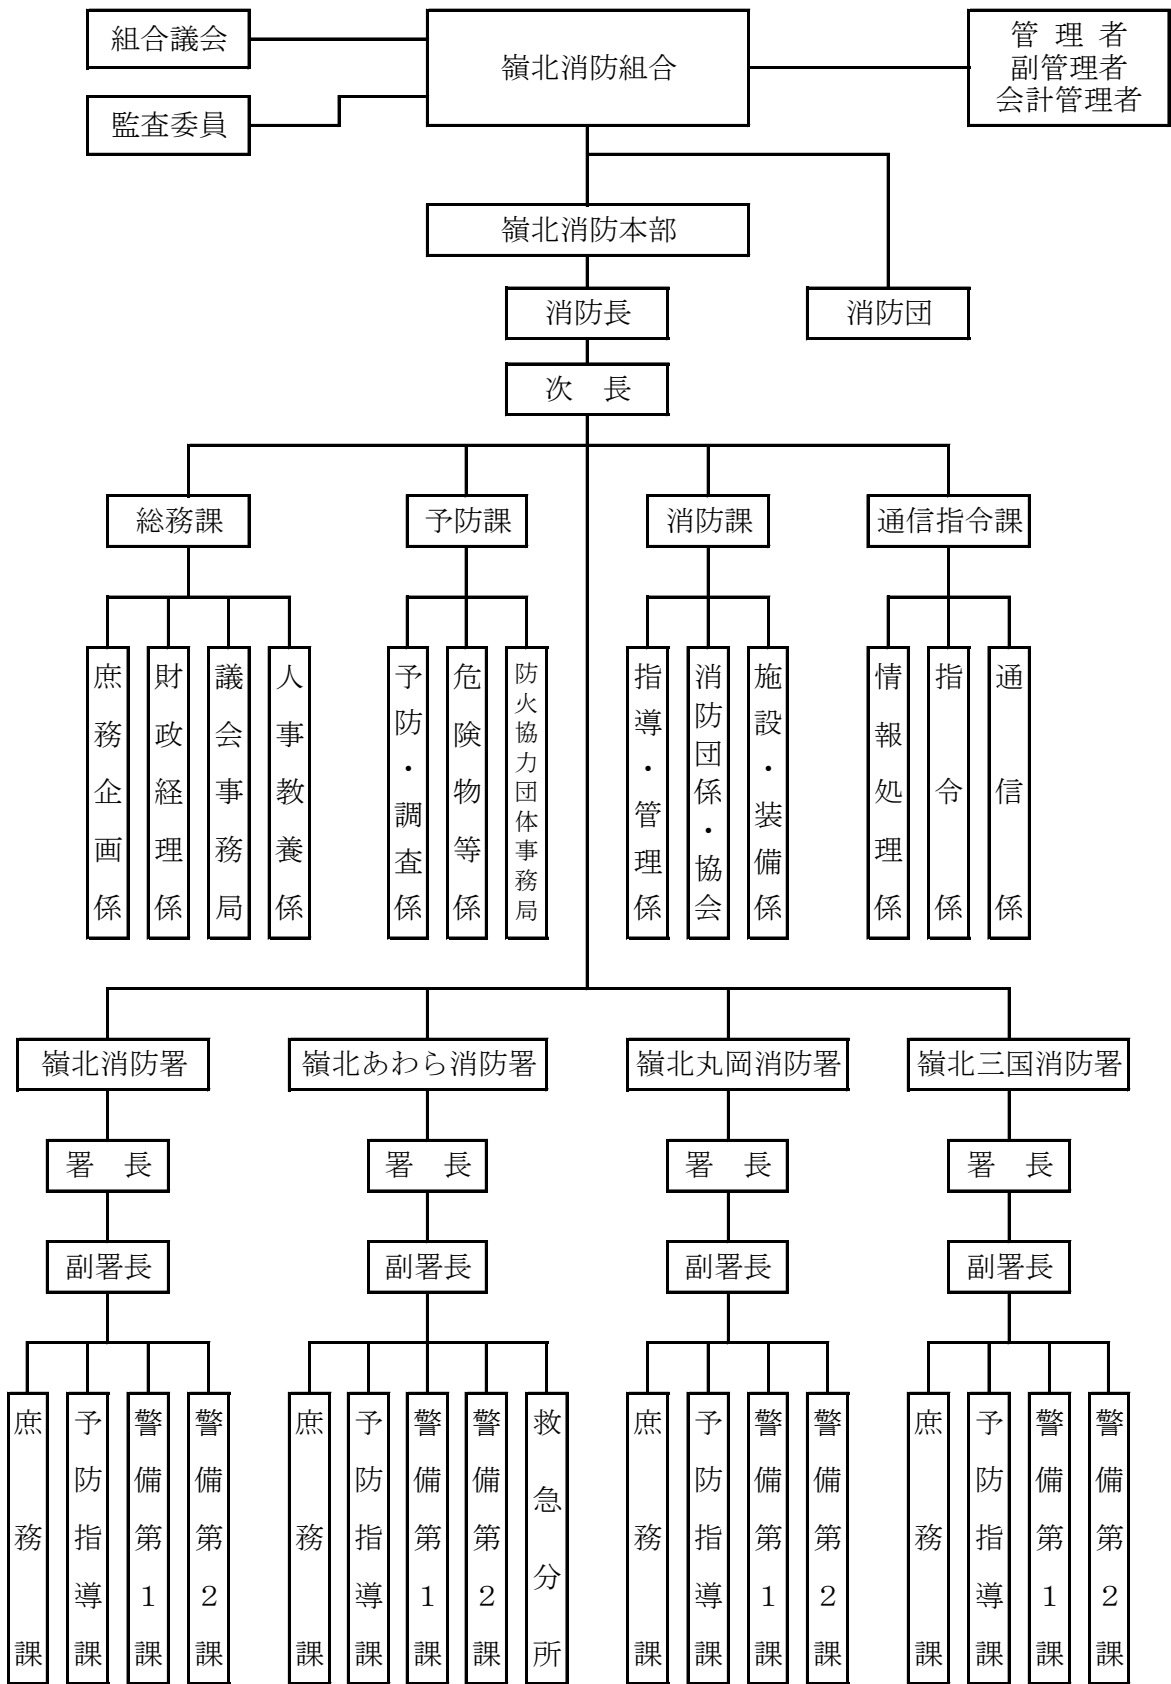 組合議会
嶺北消防組合
管 理 者
副管理者
会計管理者
監査委員
嶺北消防本部
消防長
消防団
次 長
総務課
予防課
消防課
通信指令課
庶務企画係
財政経理係
議会事務局
人事教養係
予防・調査係
危険物等係
防火協力団体事務局
指導・管理係
消防団係・協会
施設・装備係
情報処理係
指令係
通信係
嶺北消防署
嶺北あわら消防署
嶺北丸岡消防署
嶺北三国消防署
署 長
署 長
署 長
署 長
副署長
副署長
副署長
副署長
庶務課
予防指導課
警備第1課
警備第2課
庶務課
予防指導課
警備第1課
警備第2課
救急分所
庶務課
予防指導課
警備第1課
警備第2課
庶務課
予防指導課
警備第1課
警備第2課